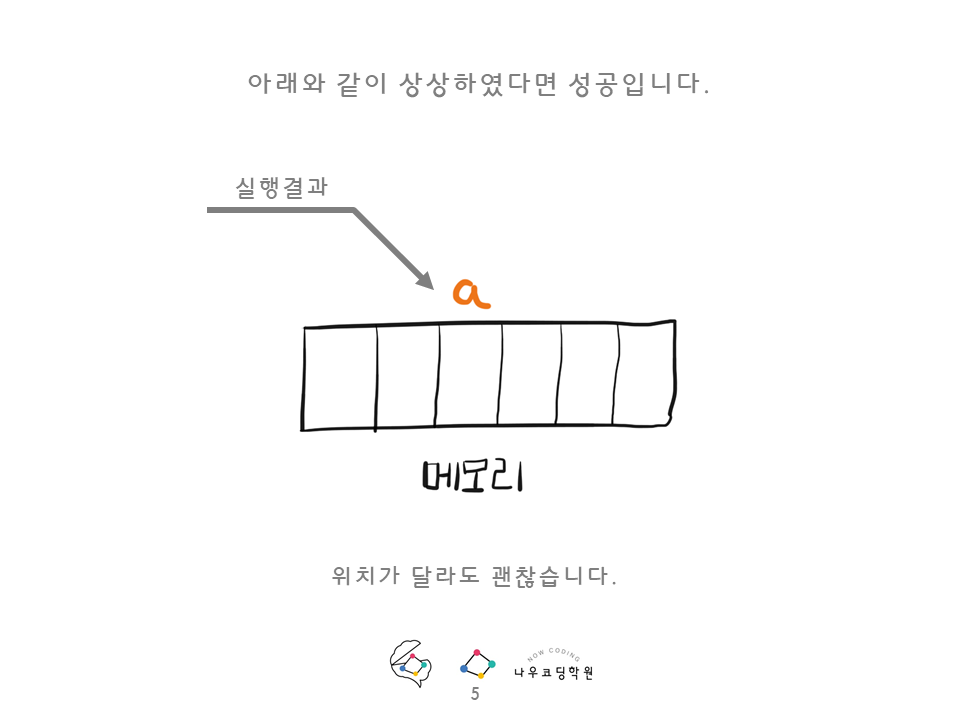 아래와 같이 상상하였다면 성공입니다.
실행결과
a
메모리
위치가 달라도 괜찮습니다.
NOW CODING
나우코딩학원
5